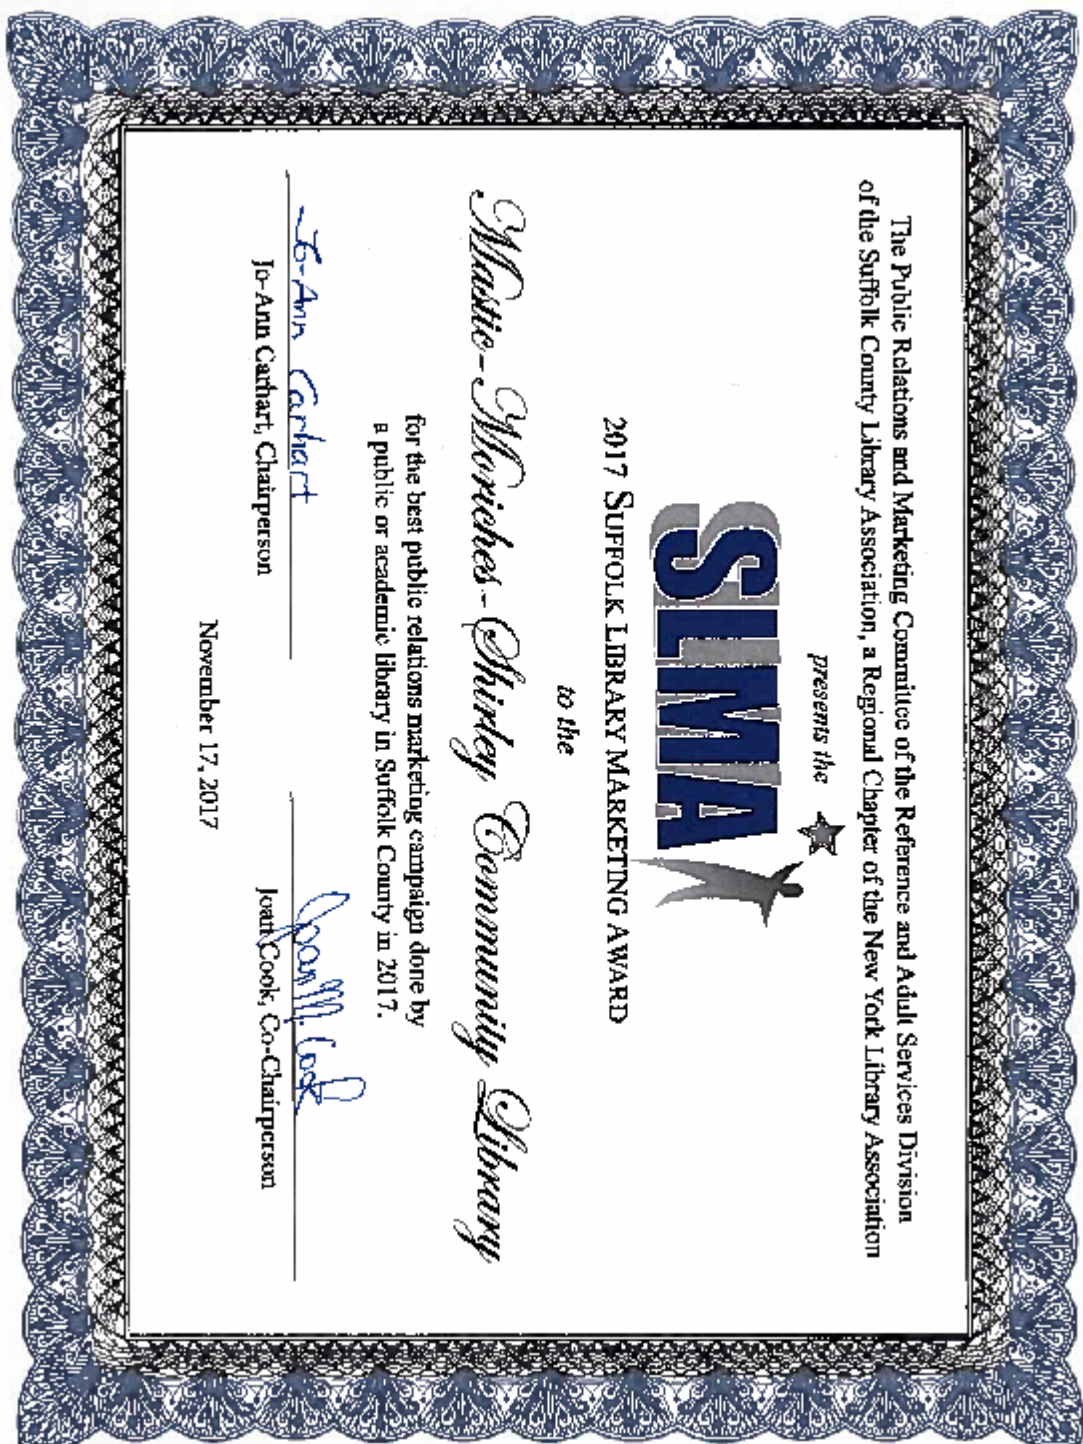 The Public Relations and Marketing Committee of the Reference and Adult Services Division
of the Suffolk County Library Association, a Regional Chapter of the New York Library Association
presents the
SLMA
2017 SUFFOLK LIBRARY MARKETING AWARD
to the
Mastic-Moriches-Shirley Community Library
for the best public relations marketing campaign done by
a public or academic library in Suffolk County in 2017.
Jo-Ann Carhart
Jo-Ann Carhart, Chairperson
Joan M. Cook
Joan Cook, Co-Chairperson
November 17, 2017